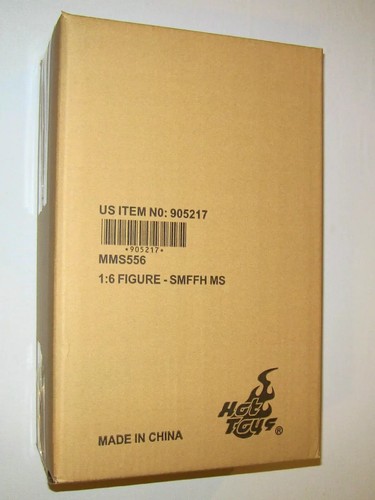 US ITEM N0: 905217
*905217*
MMS556
1:6 FIGURE - SMFFH MS
Hot
Toys®
MADE IN CHINA